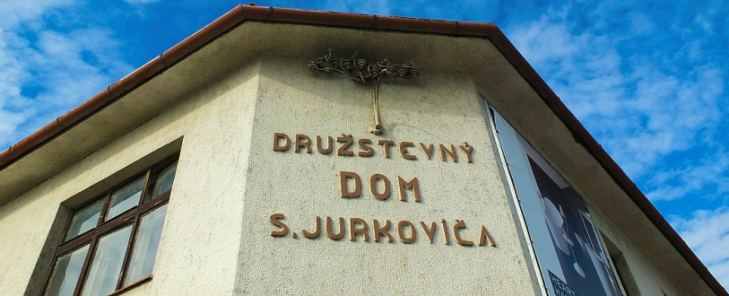 DRUŽSTEVNÝ
DOM
S. JURKOVIČA